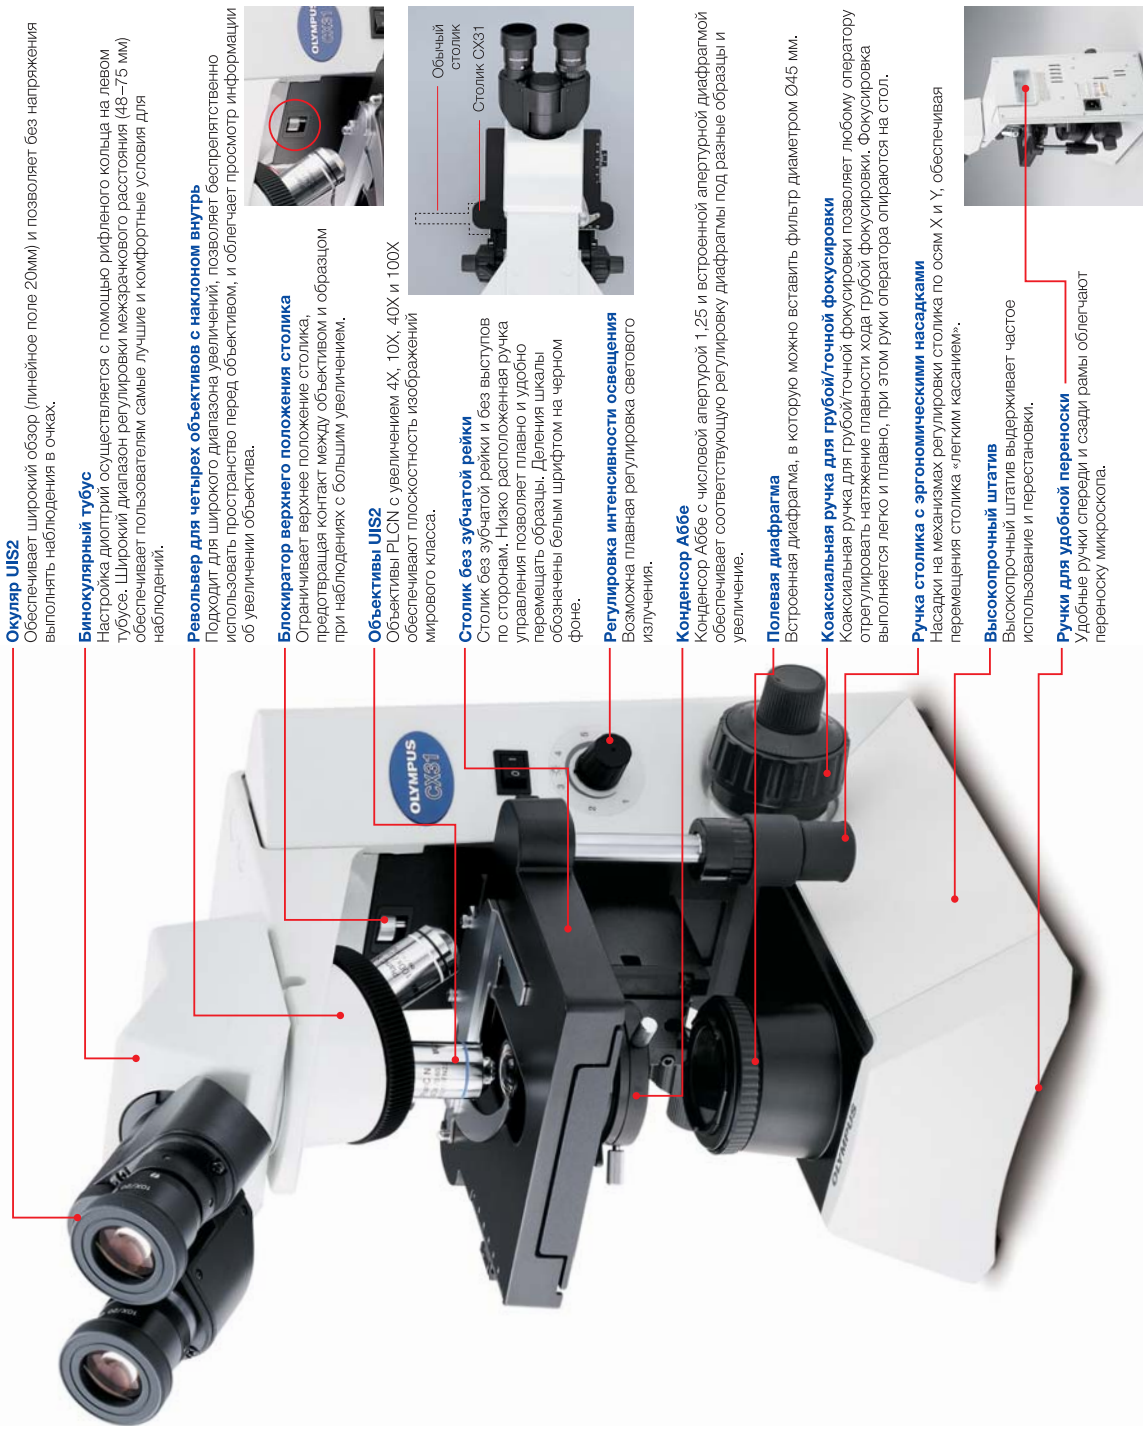 Окуляр UIS2
Обеспечивает широкий обзор (линейное поле 20мм) и позволяет без напряжения
выполнять наблюдения в очках.
Бинокулярный тубус
Настройка диоптрий осуществляется с помощью рифленого кольца на левом
тубусе. Широкий диапазон регулировки межзрачкового расстояния (48–75 мм)
обеспечивает пользователям самые лучшие и комфортные условия для
наблюдений.
Револьвер для четырех объективов с наклоном внутрь
Подходит для широкого диапазона увеличений, позволяет беспрепятственно
использовать пространство перед объективом, и облегчает просмотр информации
об увеличении объектива.
Блокиратор верхнего положения столика
Ограничивает верхнее положение столика,
предотвращая контакт между объективом и образцом
при наблюдениях с большим увеличением.
Объективы UIS2
Объективы PLCN с увеличением 4X, 10X, 40X и 100X
обеспечивают плоскостность изображений
мирового класса.
Столик без зубчатой рейки
Столик без зубчатой рейки и без выступов
по сторонам. Низко расположенная ручка
управления позволяет плавно и удобно
перемещать образцы. Деления шкалы
обозначены белым шрифтом на черном
фоне.
Регулировка интенсивности освещения
Возможна плавная регулировка светового
излучения.
Конденсор Аббе
Конденсор Аббе с числовой апертурой 1,25 и встроенной апертурной диафрагмой
обеспечивает соответствующую регулировку диафрагмы под разные образцы и
увеличение.
Полевая диафрагма
Встроенная диафрагма, в которую можно вставить фильтр диаметром Ø45 мм.
Коаксиальная ручка для грубой/точной фокусировки
Коаксиальная ручка для грубой/точной фокусировки позволяет любому оператору
отрегулировать натяжение плавности хода грубой фокусировки. Фокусировка
выполняется легко и плавно, при этом руки оператора опираются на стол.
Ручка столика с эргономическими насадками
Насадки на механизмах регулировки столика по осям X и Y, обеспечивая
перемещения столика «легким касанием».
Высокопрочный штатив
Высокопрочный штатив выдерживает частое
использование и перестановки.
Ручки для удобной переноски
Удобные ручки спереди и сзади рамы облегчают
переноску микроскопа.
Обычый
столик
Столик CX31
OLYMPUS
CX31
OLYMPUS
CX31
OLYMPUS
10X/20
1
2
3
4
5